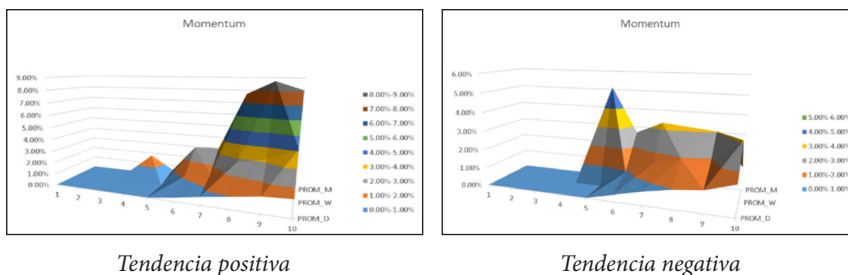 Momentum
9.00%
8.00%
7.00%
6.00%
5.00%
4.00%
3.00%
2.00%
1.00%
0.00%
1 2 3 4 5 6 7 8 9 10
PROM_M
PROM_W
PROM_D
8.00%-9.00%
7.00%-8.00%
6.00%-7.00%
5.00%-6.00%
4.00%-5.00%
3.00%-4.00%
2.00%-3.00%
1.00%-2.00%
0.00%-1.00%
Tendencia positiva
Momentum
6.00%
5.00%
4.00%
3.00%
2.00%
1.00%
0.00%
1 2 3 4 5 6 7 8 9 10
PROM_M
PROM_W
PROM_D
5.00%-6.00%
4.00%-5.00%
3.00%-4.00%
2.00%-3.00%
1.00%-2.00%
0.00%-1.00%
Tendencia negativa